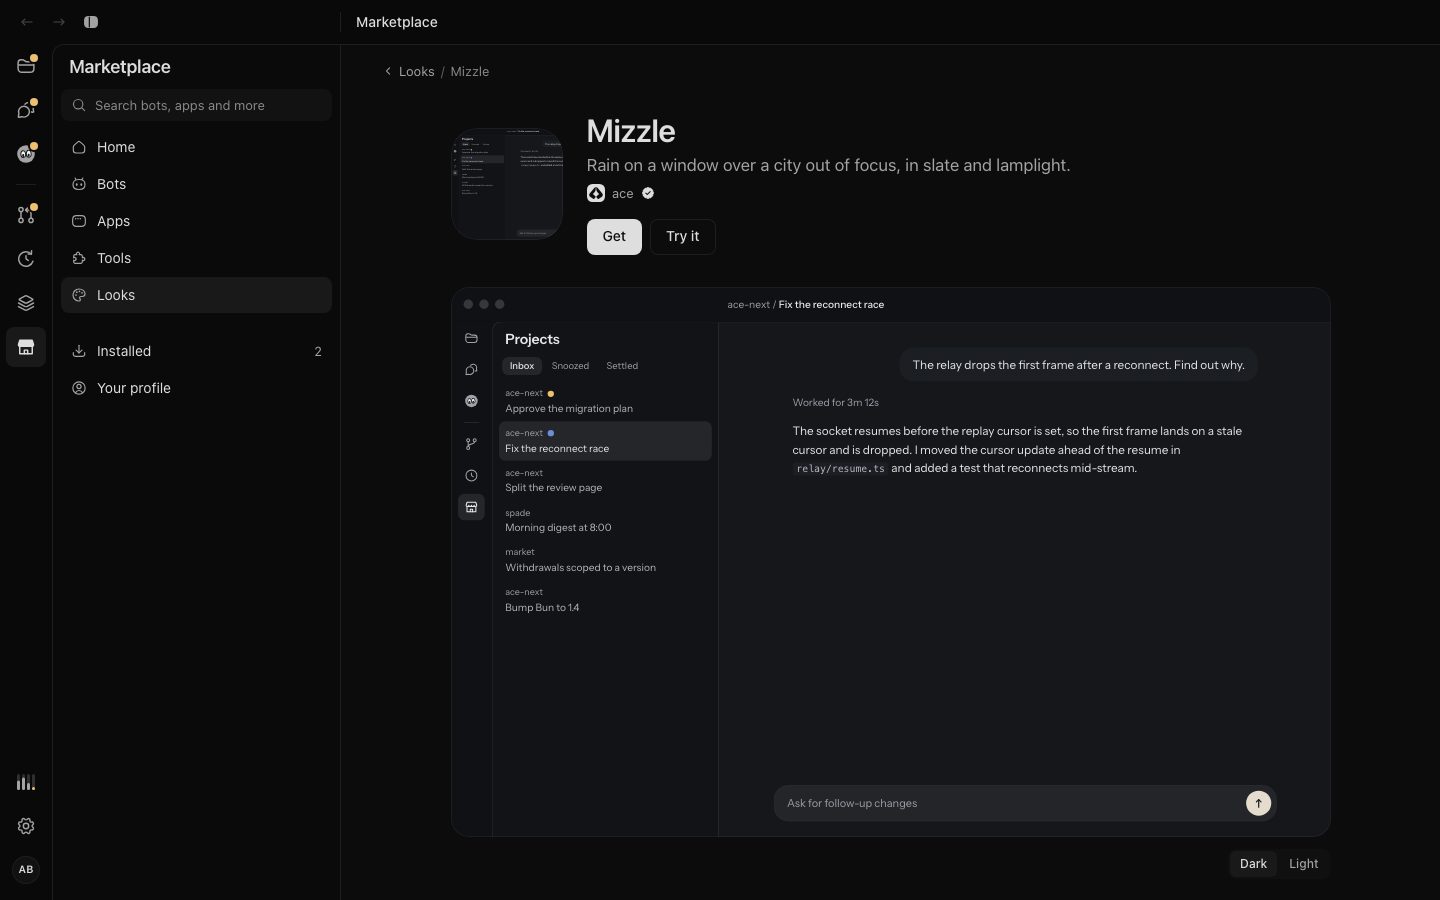 Marketplace
Marketplace
Search bots, apps and more
Home
Bots
Apps
Tools
Looks
Installed 2
Your profile
AB
Looks / Mizzle
Mizzle
Rain on a window over a city out of focus, in slate and lamplight.
ace
Get
Try it
ace-next / Fix the reconnect race
Projects
Inbox Snoozed Settled
ace-next
Approve the migration plan
ace-next
Fix the reconnect race
ace-next
Split the review page
spade
Morning digest at 8:00
market
Withdrawals scoped to a version
ace-next
Bump Bun to 1.4
The relay drops the first frame after a reconnect. Find out why.
Worked for 3m 12s
The socket resumes before the replay cursor is set, so the first frame lands on a stale
cursor and is dropped. I moved the cursor update ahead of the resume in
relay/resume.ts and added a test that reconnects mid-stream.
Ask for follow-up changes
Dark Light